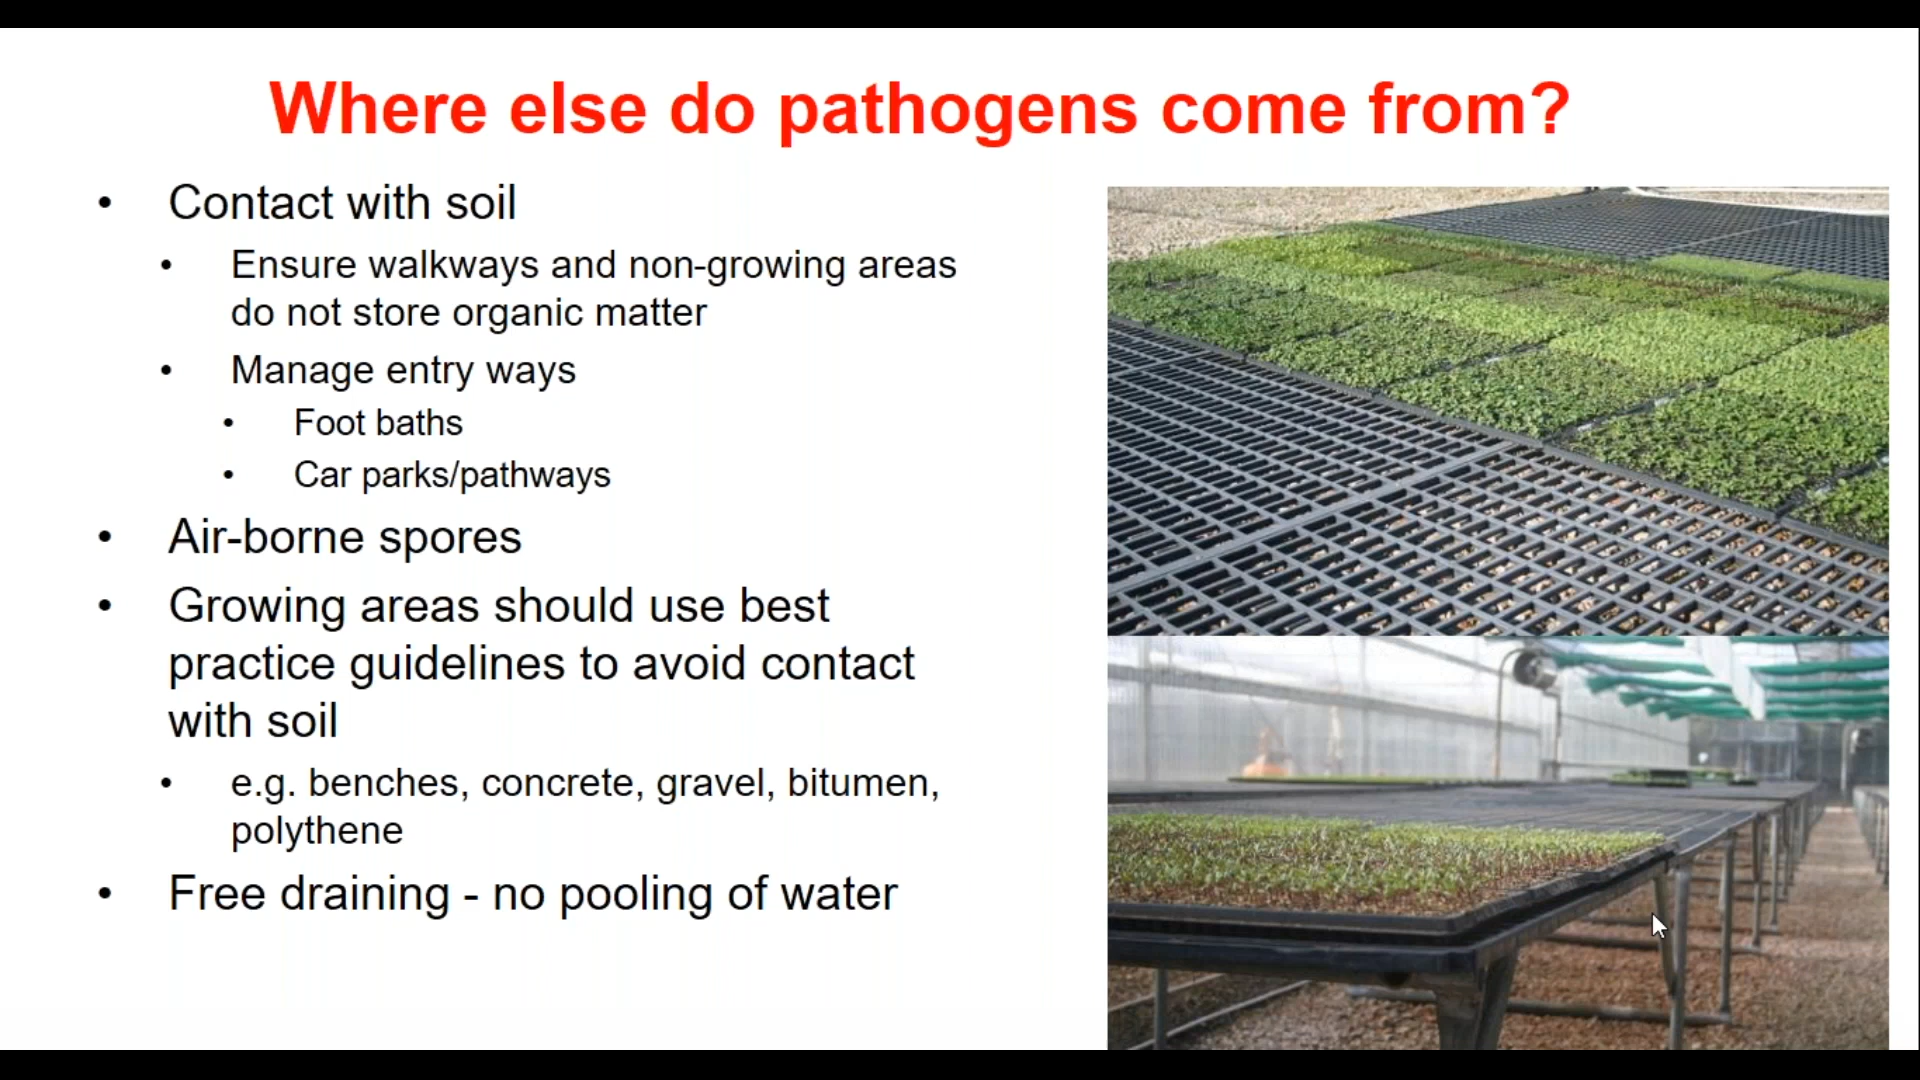 Where else do pathogens come from?
• Contact with soil
• Ensure walkways and non-growing areas
do not store organic matter
• Manage entry ways
• Foot baths
• Car parks/pathways
• Air-borne spores
• Growing areas should use best
practice guidelines to avoid contact
with soil
• e.g. benches, concrete, gravel, bitumen,
polythene
• Free draining - no pooling of water